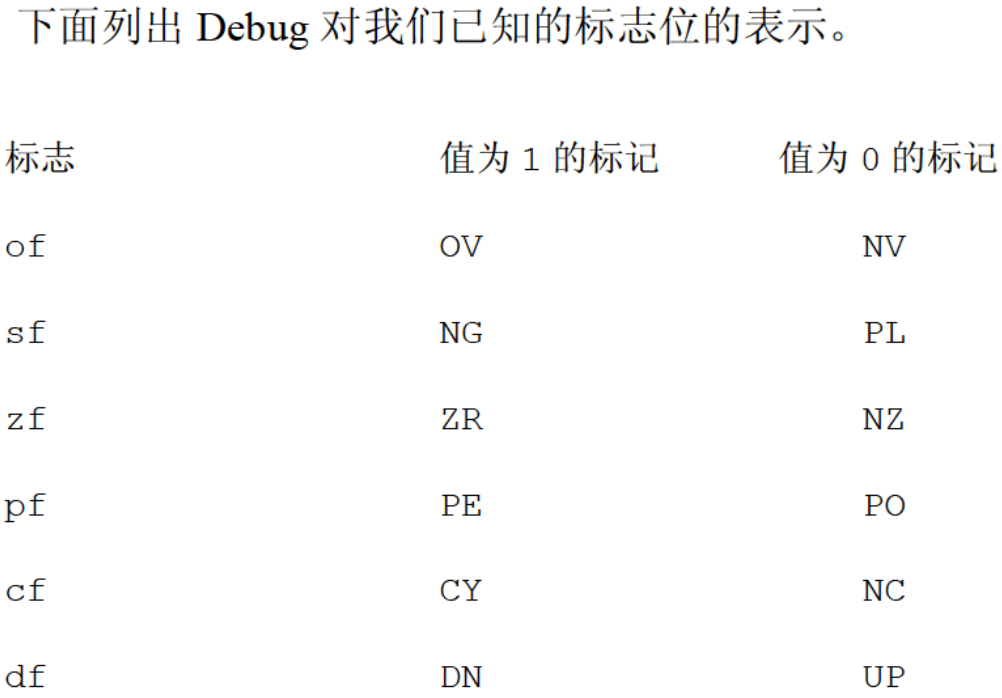 下面列出 Debug 对我们已知的标志位的表示。
标志 值为 1 的标记 值为 0 的标记
of OV NV
sf NG PL
zf ZR NZ
pf PE PO
cf CY NC
df DN UP